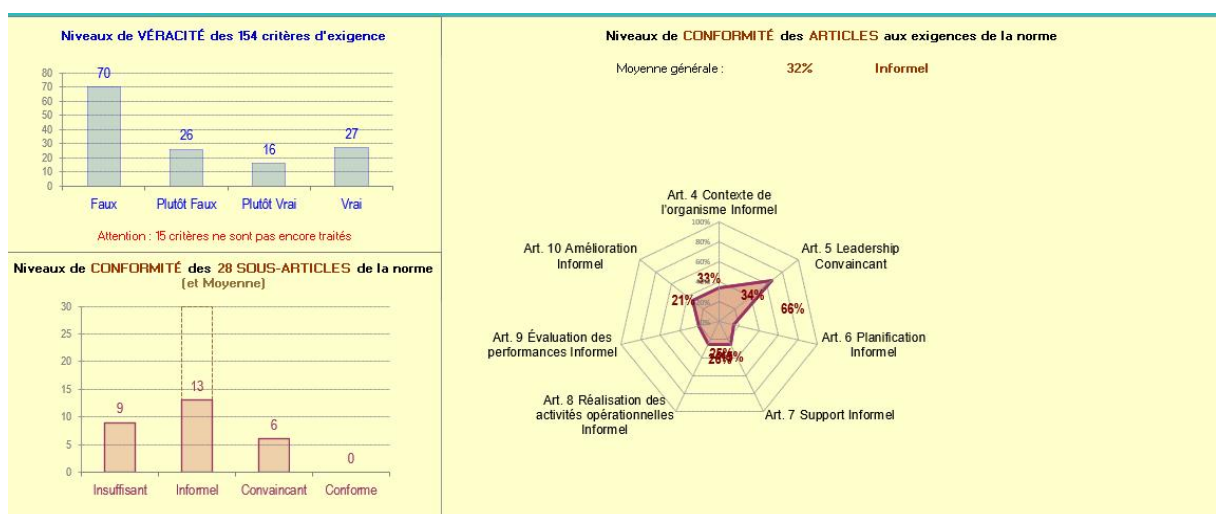 Niveaux de VÉRACITÉ des 154 critères d'exigence
80
70
60
50
40
30
20
10
0
70
26
16
27
Faux
Plutôt Faux
Plutôt Vrai
Vrai
Attention : 15 critères ne sont pas encore traités
Niveaux de CONFORMITÉ des 28 SOUS-ARTICLES de la norme
(et Moyenne)
30
25
20
15
10
5
0
9
13
6
0
Insuffisant
Informel
Convaincant
Conforme
Niveaux de CONFORMITÉ des ARTICLES aux exigences de la norme
Moyenne générale : 32% Informel
Art. 4 Contexte de
l'organisme Informel
100%
80%
60%
Art. 5 Leadership
Convaincant
Art. 6 Planification
Informel
Art. 7 Support Informel
Art. 8 Réalisation des
activités opérationnelles
Informel
Art. 9 Évaluation des
performances Informel
Art. 10 Amélioration
Informel
33%
34%
66%
21%